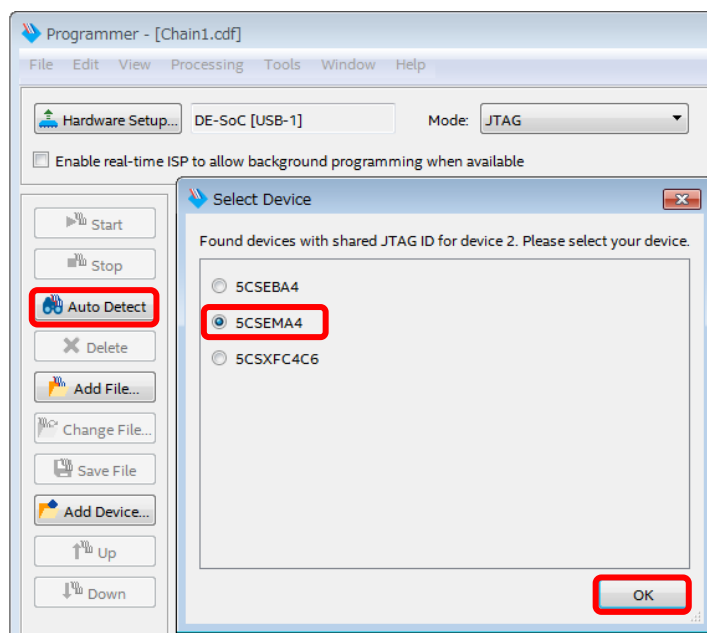 Programmer - [Chain1.cdf]
File Edit View Processing Tools Window Help
Hardware Setup... DE-SoC [USB-1] Mode: JTAG
Enable real-time ISP to allow background programming when available
Select Device
Found devices with shared JTAG ID for device 2. Please select your device.
Start
Stop
Auto Detect
Delete
Add File...
Change File...
Save File
Add Device...
Up
Down
5CSEBA4
5CSEMA4
5CSXFC4C6
OK